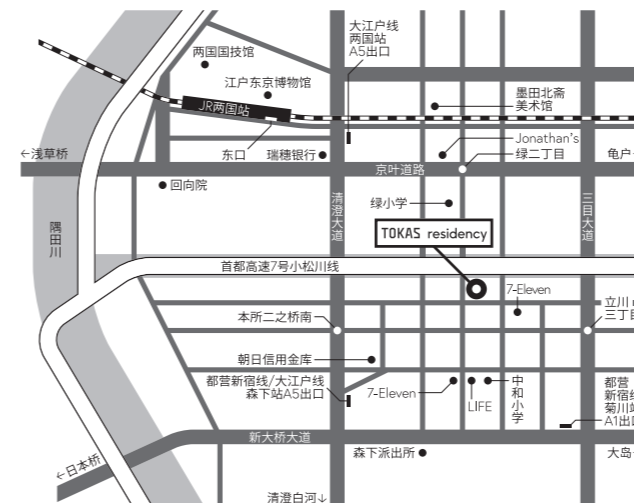 大江户线
两国站
A5出口
两国国技馆
江户东京博物馆
墨田北斋
美术馆
JR两国站
Jonathan's
←浅草桥
东口
瑞穗银行
绿二丁目
龟户
京叶道路
回向院
隅田川
清澄大道
绿小学
三目大道
TOKAS residency
首都高速7号小松川线
7-Eleven
立川
三丁目
本所二之桥南
朝日信用金库
都营新宿线/大江户线
森下站A5出口
7-Eleven
LIFE
中和小学
都营
新宿线
菊川站
A1出口
新大桥大道
←日本桥
森下派出所
大岛
清澄白河↓